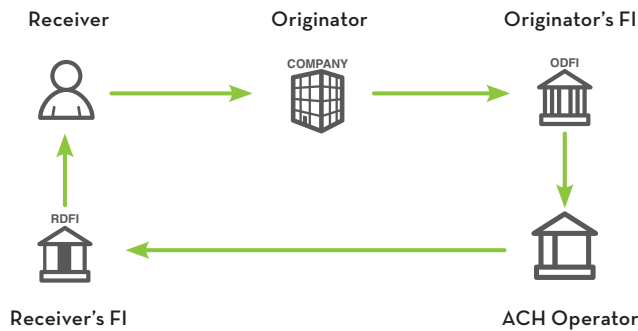 Receiver
Originator
Originator's FI
COMPANY
ODFI
RDFI
Receiver's FI
ACH Operator